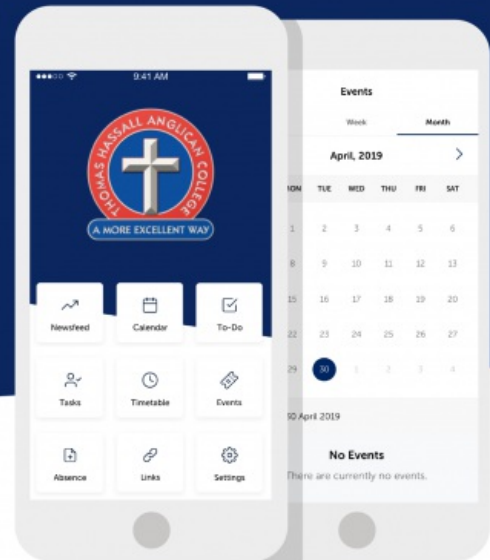 9:41 AM
THOMAS HASSALL ANGLICAN COLLEGE
A MORE EXCELLENT WAY
Newsfeed Calendar To-Do
Tasks Timetable Events
Absence Links Settings
Events
Week Month
April, 2019
TUE WED THU FRI SAT
1 2 3 4 5 6
8 9 10 11 12 13
15 16 17 18 19 20
22 23 24 25 26 27
29 30 1 2 3 4
30 April 2019
No Events
There are currently no events.